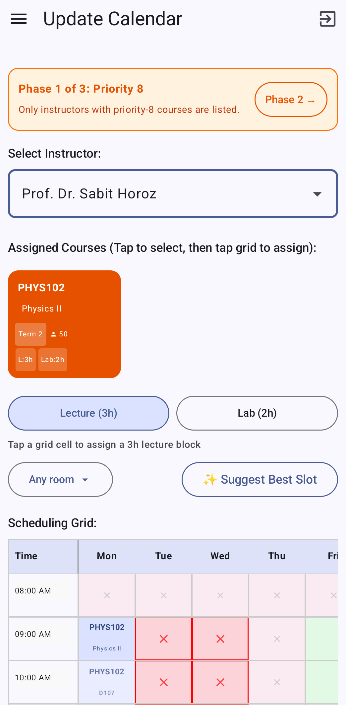 Update Calendar
Phase 1 of 3: Priority 8
Only instructors with priority-8 courses are listed.
Phase 2 →
Select Instructor:
Prof. Dr. Sabit Horoz
Assigned Courses (Tap to select, then tap grid to assign):
PHYS102
Physics II
Term 2
50
L:3h
Lab:2h
Lecture (3h)
Lab (2h)
Tap a grid cell to assign a 3h lecture block
Any room
✨ Suggest Best Slot
Scheduling Grid:
Time Mon Tue Wed Thu Fri
08:00 AM × × × ×
09:00 AM PHYS102 × × ×
Physics II
10:00 AM PHYS102 × × ×
D107